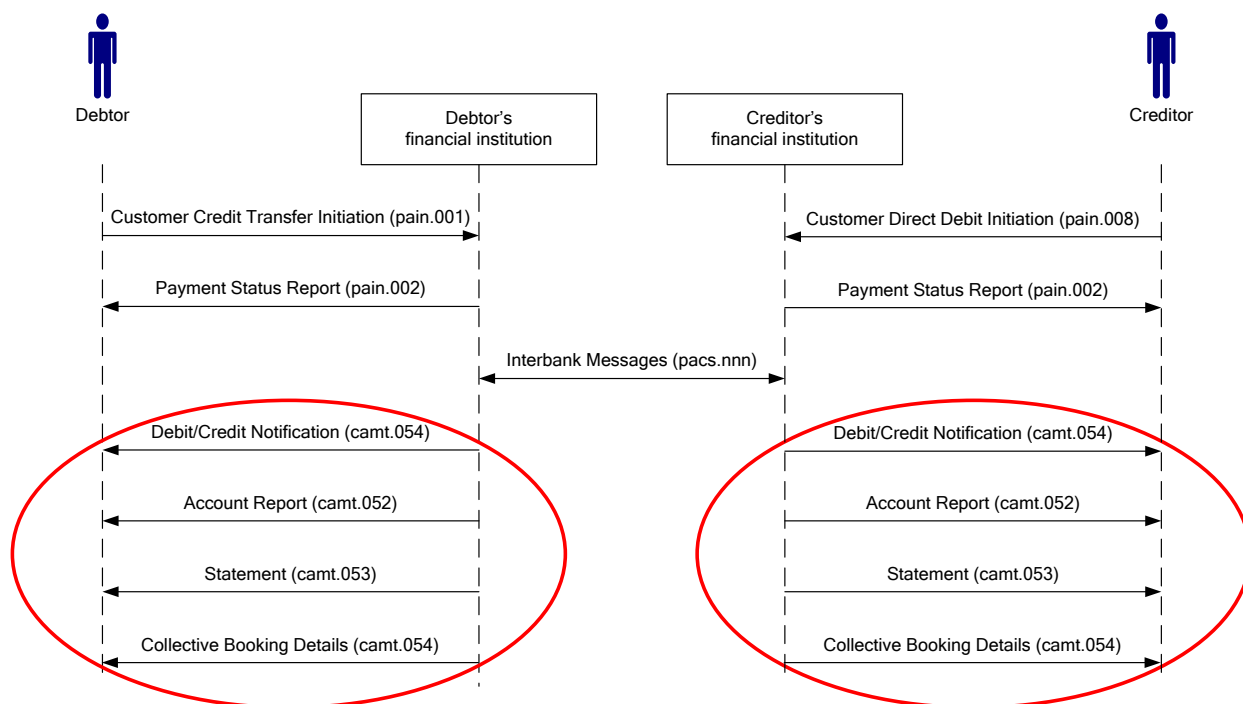 Debtor
Debtor's
financial institution
Creditor's
financial institution
Creditor
Customer Credit Transfer Initiation (pain.001)
Customer Direct Debit Initiation (pain.008)
Payment Status Report (pain.002)
Payment Status Report (pain.002)
Interbank Messages (pacs.nnn)
Debit/Credit Notification (camt.054)
Debit/Credit Notification (camt.054)
Account Report (camt.052)
Account Report (camt.052)
Statement (camt.053)
Statement (camt.053)
Collective Booking Details (camt.054)
Collective Booking Details (camt.054)